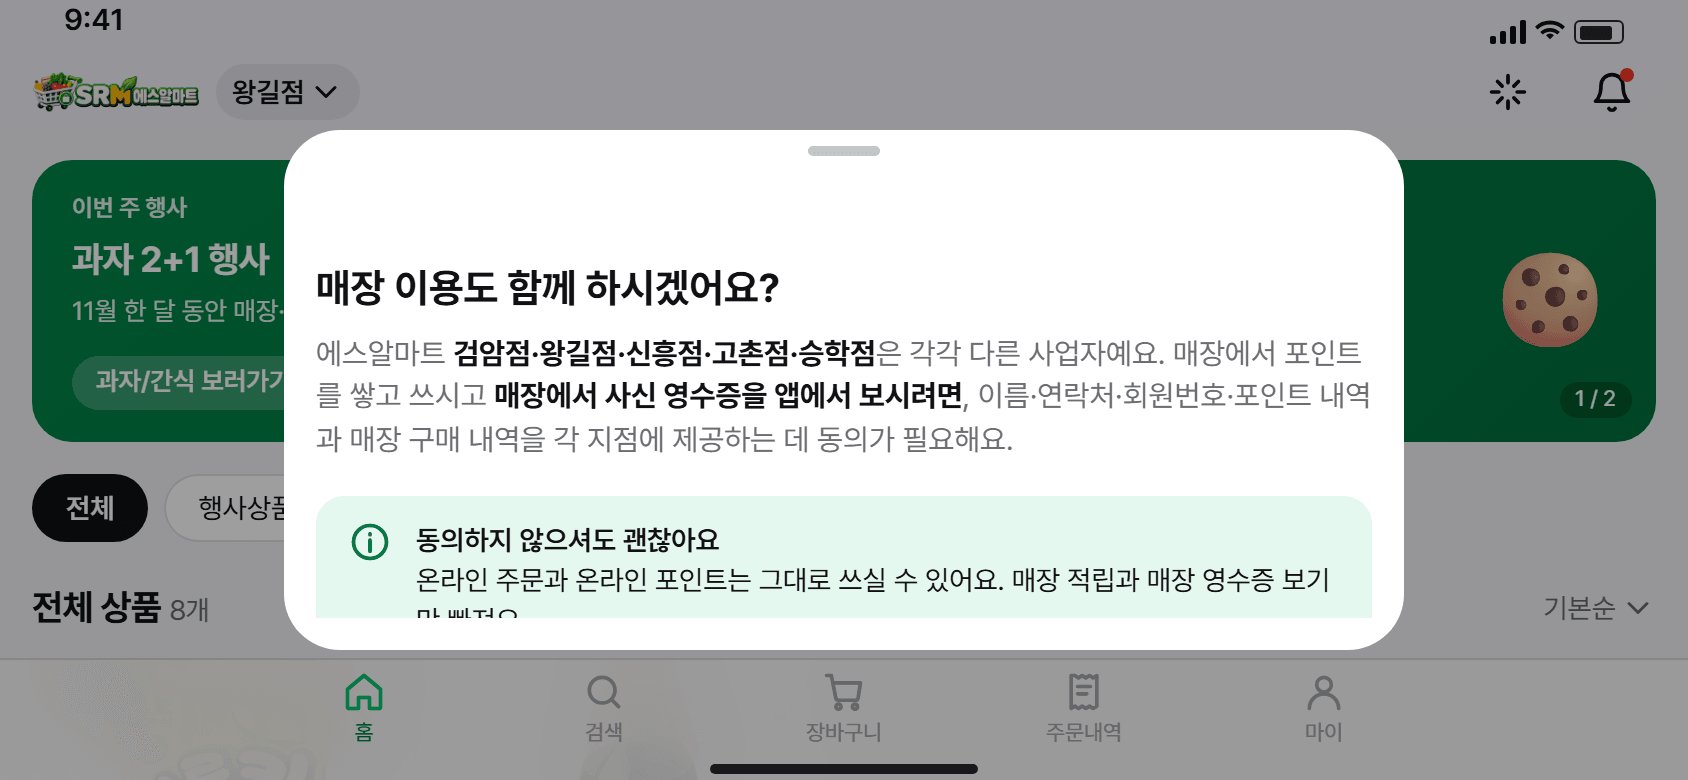 9:41
SRM에스알마트
왕길점
이번 주 행사
과자 2+1 행사
11월 한 달 동안 매장·
과자/간식 보러가기
1 / 2
매장 이용도 함께 하시겠어요?
에스알마트 검암점·왕길점·신흥점·고촌점·승학점은 각각 다른 사업자예요. 매장에서 포인트
를 쌓고 쓰시고 매장에서 사신 영수증을 앱에서 보시려면, 이름·연락처·회원번호·포인트 내역
과 매장 구매 내역을 각 지점에 제공하는 데 동의가 필요해요.
동의하지 않으셔도 괜찮아요
온라인 주문과 온라인 포인트는 그대로 쓰실 수 있어요. 매장 적립과 매장 영수증 보기
만 빠져요
전체
행사상품
전체 상품 8개
기본순
홈
검색
장바구니
주문내역
마이